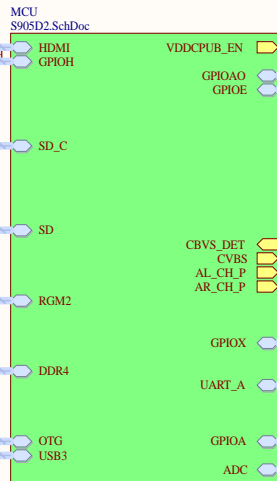 MCU
S905D2.SchDoc
HDMI
VDDCPUB_EN
GPIOH
GPIOAO
GPIOE
SD_C
SD
CBVS_DET
CVBS
AL_CH_P
AR_CH_P
RGM2
GPIOX
DDR4
UART_A
OTG
GPIOA
USB3
ADC